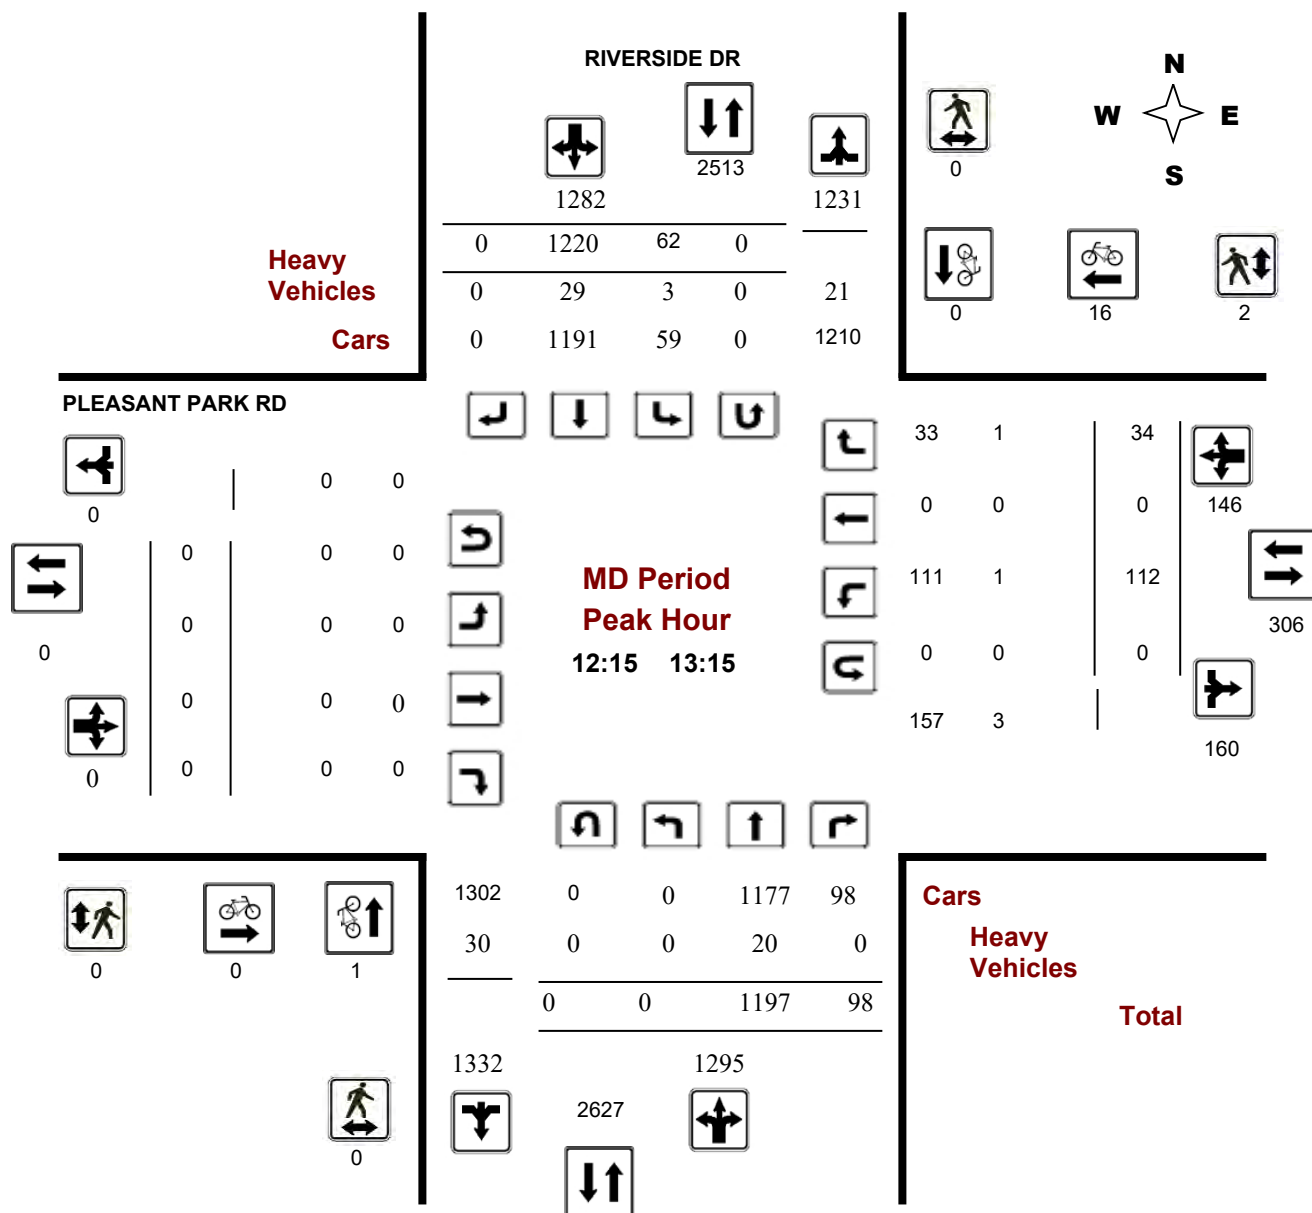 RIVERSIDE DR
N
W E
S
2513
0
1282 1231
0 1220 62 0
Heavy
Vehicles 0 29 3 0 21
Cars 0 1191 59 0 1210
0 16 2
PLEASANT PARK RD
33 1 34
0 0
0 0 0 0 146
0 0 0
MD Period
111 1 112
0 0 0
Peak Hour
306
0
12:15 13:15
0 0 0
0 0 0
157 3
160
0 0 0 0
1302 0 0 1177 98
Cars
30 0 0 20 0
Heavy
Vehicles
0 0 1
0 0 1197 98
Total
1332 1295
2627
0